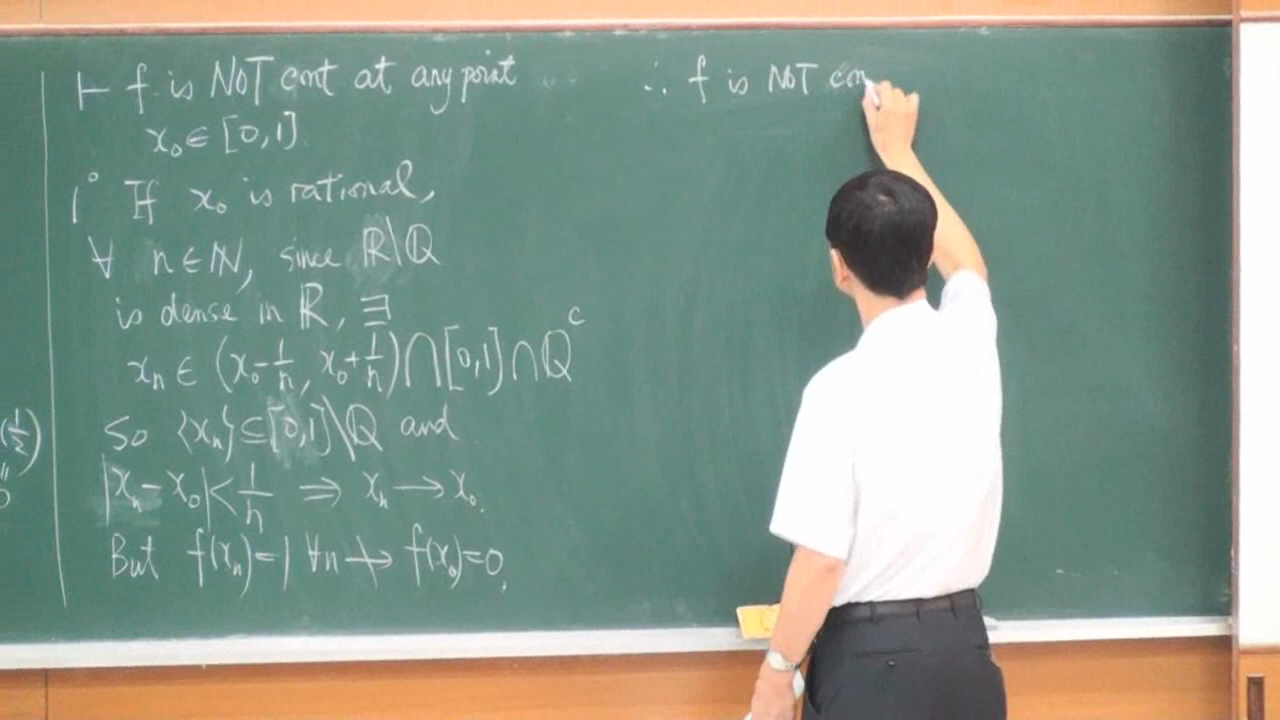 ⊢ f is NOT cont at any point
x₀ ∈ [0,1]
1° If x₀ is rational,
∀ n∈ℕ, since ℝ\ℚ
is dense in ℝ, ∃
xₙ ∈ (x₀-1/n, x₀+1/n)∩[0,1]∩ℚᶜ
So {xₙ}⊆[0,1]\ℚ and
|xₙ-x₀|<1/n ⇒ xₙ→x₀.
But f(xₙ)=1 ∀n ↛ f(x₀)=0.
(1/2)
"
0
∴ f is NOT con